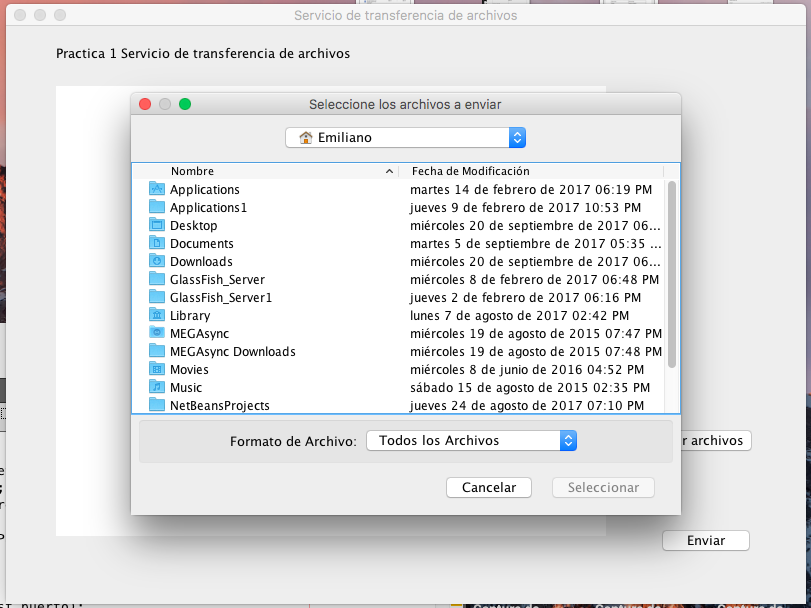 Servicio de transferencia de archivos
Practica 1 Servicio de transferencia de archivos
Seleccione los archivos a enviar
Emiliano
Nombre Fecha de Modificación
Applications martes 14 de febrero de 2017 06:19 PM
Applications1 jueves 9 de febrero de 2017 10:53 PM
Desktop miércoles 20 de septiembre de 2017 06...
Documents martes 5 de septiembre de 2017 05:35 ...
Downloads miércoles 20 de septiembre de 2017 06...
GlassFish_Server miércoles 8 de febrero de 2017 06:48 PM
GlassFish_Server1 jueves 2 de febrero de 2017 06:16 PM
Library lunes 7 de agosto de 2017 02:42 PM
MEGAsync miércoles 19 de agosto de 2015 07:47 PM
MEGAsync Downloads miércoles 19 de agosto de 2015 07:48 PM
Movies miércoles 8 de junio de 2016 04:52 PM
Music sábado 15 de agosto de 2015 02:35 PM
NetBeansProjects jueves 24 de agosto de 2017 07:10 PM
Formato de Archivo: Todos los Archivos
r archivos
Cancelar Seleccionar
Enviar